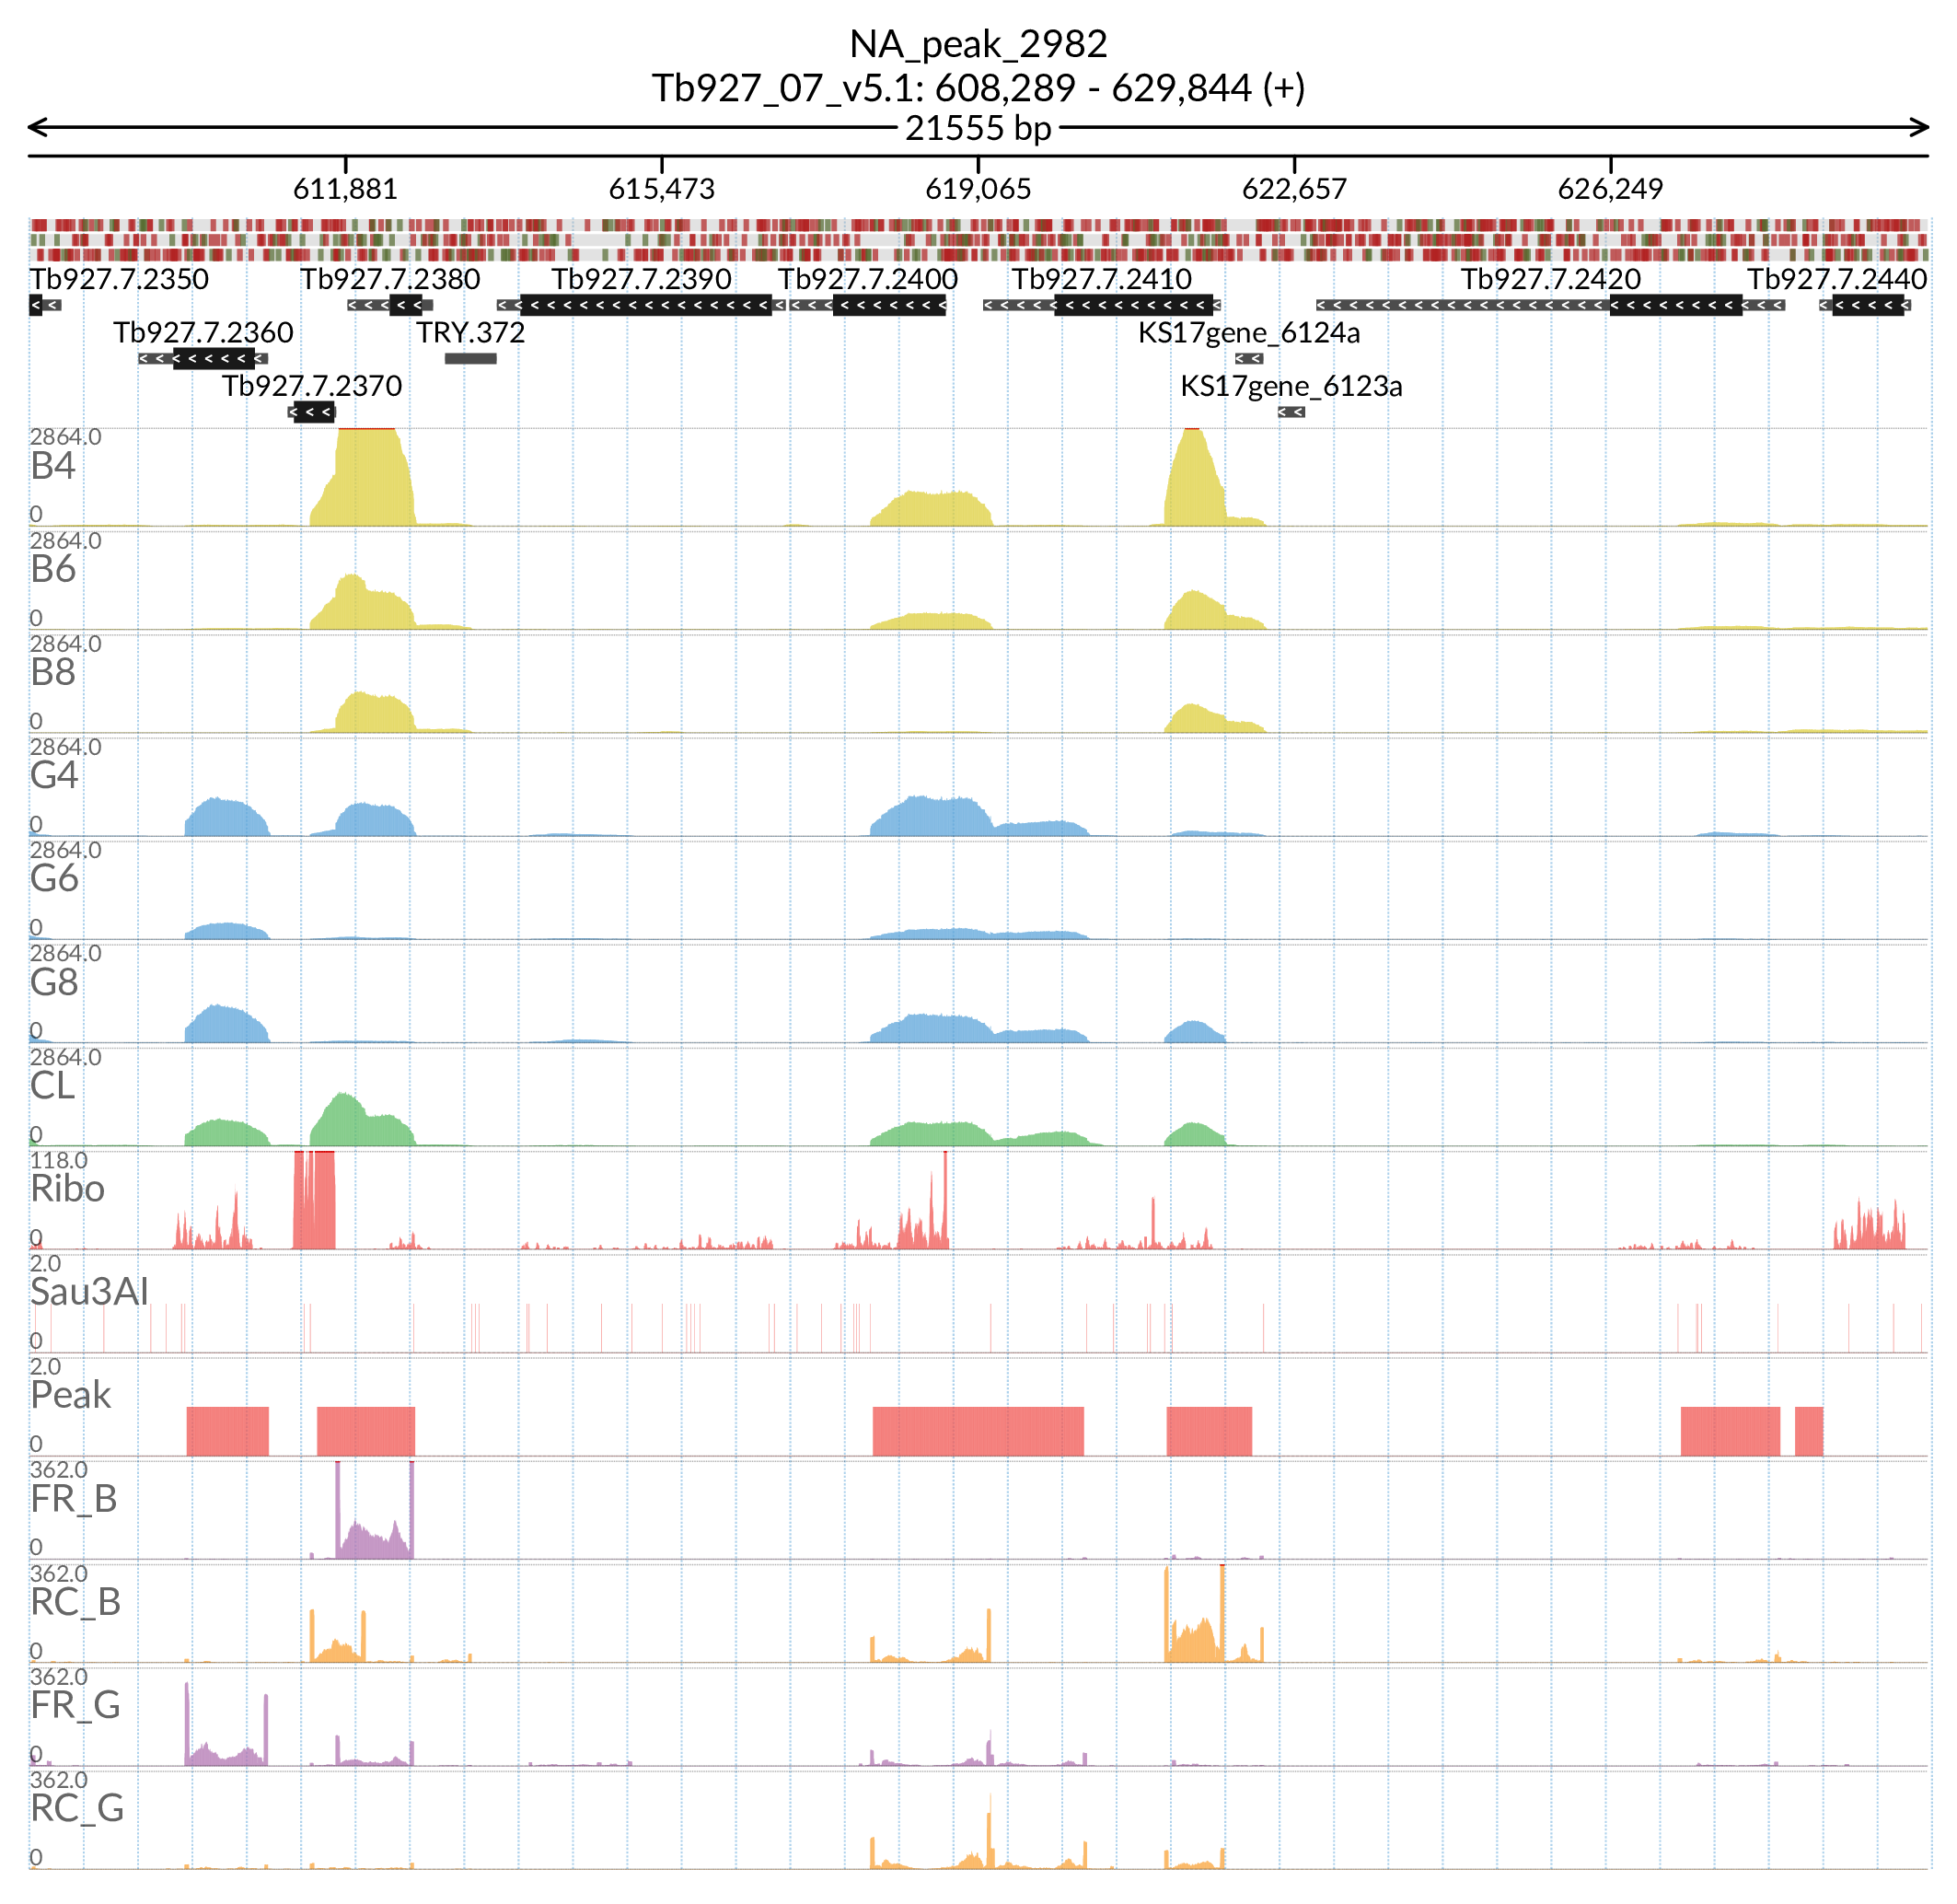 NA_peak_2982
Tb927_07_v5.1: 608,289 - 629,844 (+)
21555 bp
611,881 615,473 619,065 622,657 626,249
Tb927.7.2350 Tb927.7.2380 Tb927.7.2390 Tb927.7.2400 Tb927.7.2410 Tb927.7.2420 Tb927.7.2440
Tb927.7.2360 TRY.372 KS17gene_6124a
Tb927.7.2370 KS17gene_6123a
2864.0
B4
0
2864.0
B6
0
2864.0
B8
0
2864.0
G4
0
2864.0
G6
0
2864.0
G8
0
2864.0
CL
0
118.0
Ribo
0
2.0
Sau3AI
0
2.0
Peak
0
362.0
FR_B
0
362.0
RC_B
0
362.0
FR_G
0
362.0
RC_G
0